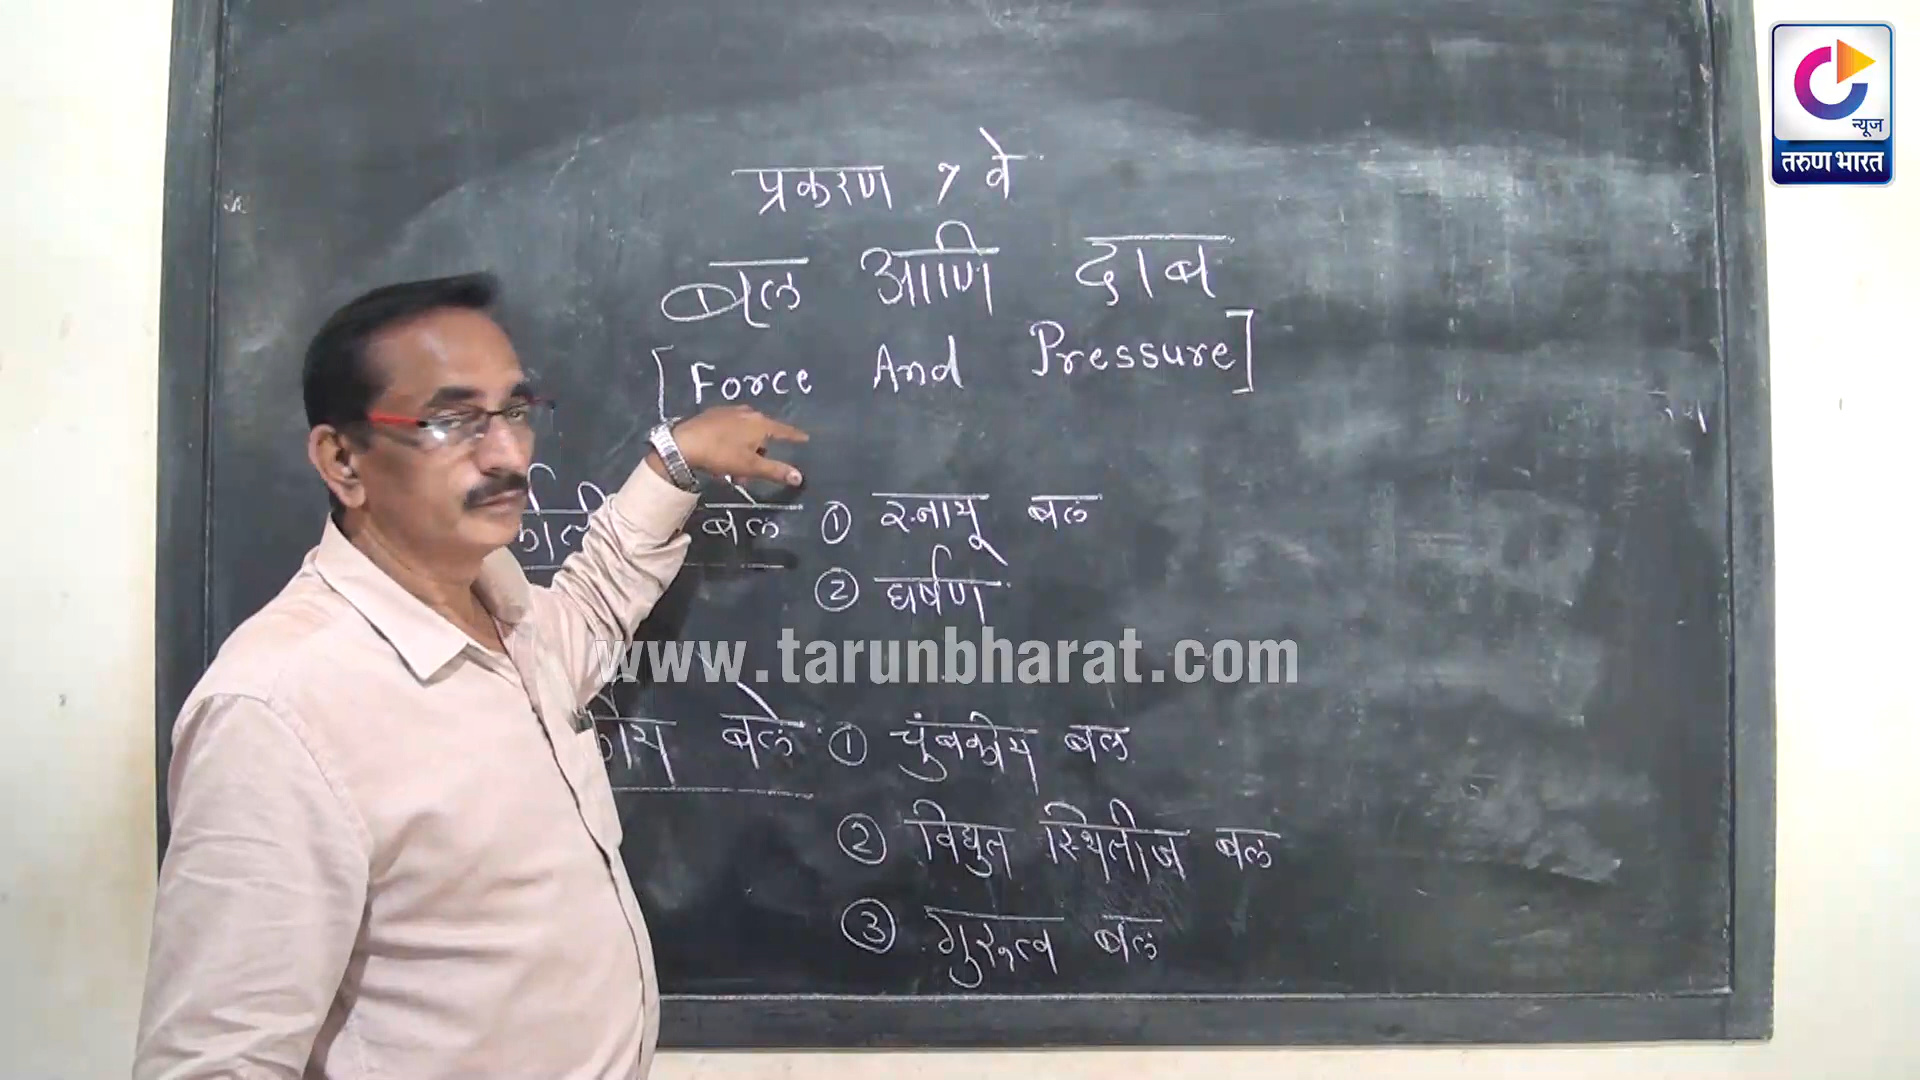 न्यूज
तरुण भारत
प्रकरण 7 वे
बल आणि दाब
[Force And Pressure]
बले ① स्नायू बल
② घर्षण
www.tarunbharat.com
बले ① चुंबकीय बल
② विद्युत स्थितीज बल
③ गुरुत्व बल